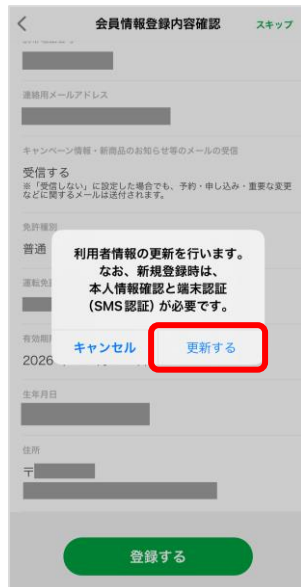 会員情報登録内容確認
スキップ
連絡用メールアドレス
キャンペーン情報・新商品のお知らせ等のメールの受信
受信する
※「受信しない」に設定した場合でも、予約・申し込み・重要な変更
などに関するメールは送付されます。
免許種別
普通
利用者情報の更新を行います。
なお、新規登録時は、
本人情報確認と端末認証
(SMS認証)が必要です。
運転免
有効期
キャンセル
更新する
2026
生年月日
住所
〒
登録する